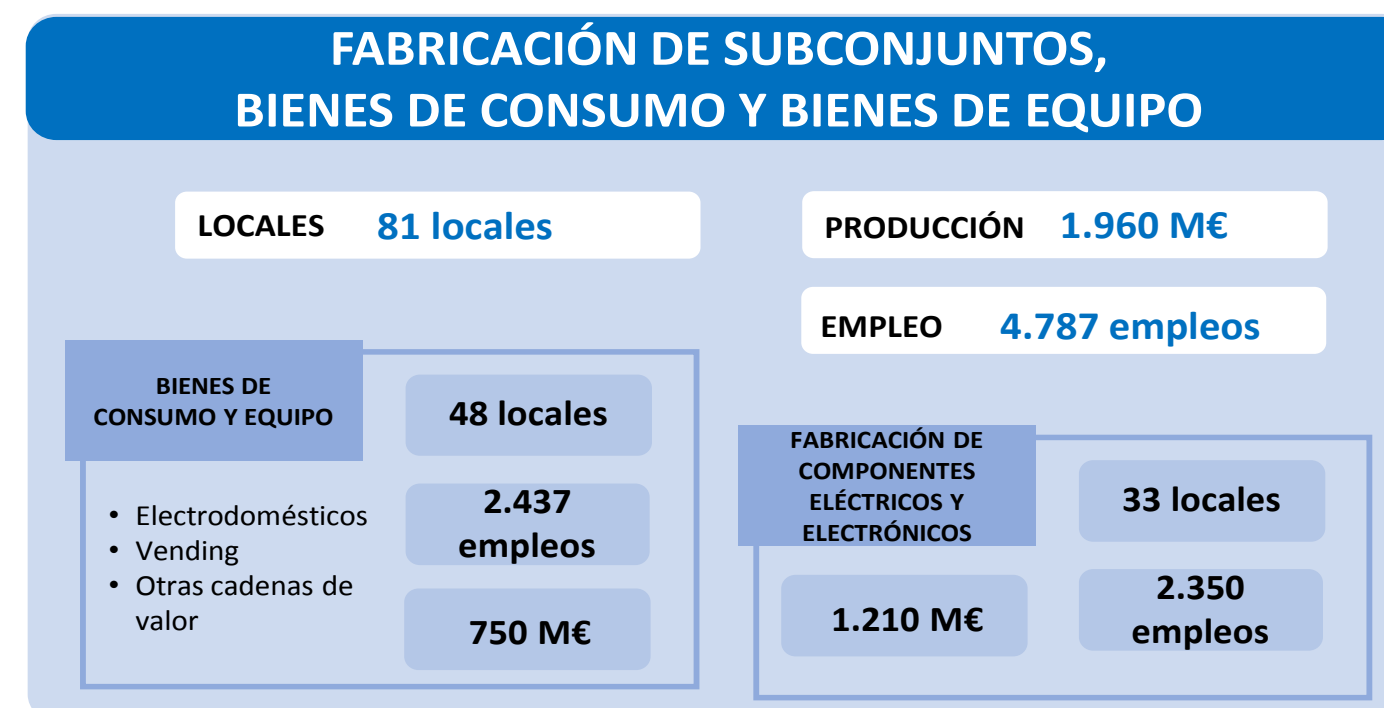 FABRICACIÓN DE SUBCONJUNTOS,
BIENES DE CONSUMO Y BIENES DE EQUIPO
LOCALES 81 locales
PRODUCCIÓN 1.960 M€
EMPLEO 4.787 empleos
BIENES DE
CONSUMO Y EQUIPO
48 locales
• Electrodomésticos
• Vending
• Otras cadenas de
valor
2.437
empleos
750 M€
FABRICACIÓN DE
COMPONENTES
ELÉCTRICOS Y
ELECTRÓNICOS
33 locales
1.210 M€
2.350
empleos